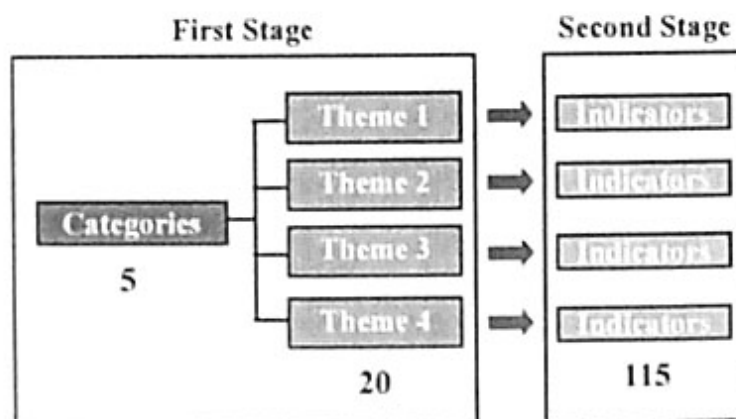 First Stage
Second Stage
Theme 1
Indicators
Theme 2
Indicators
Categories
Theme 3
Indicators
5
Theme 4
Indicators
20
115